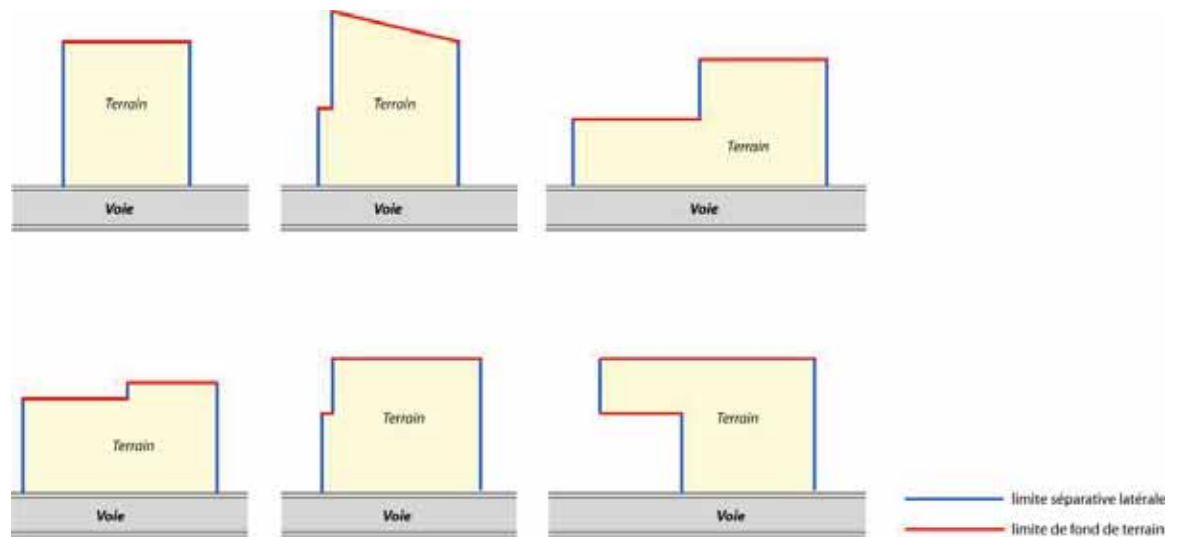 Terrain
Terrain
Terrain
Voie
Voie
Voie
Terrain
Terrain
Terrain
Voie
Voie
Voie
limite séparative latérale
limite de fond de terrain